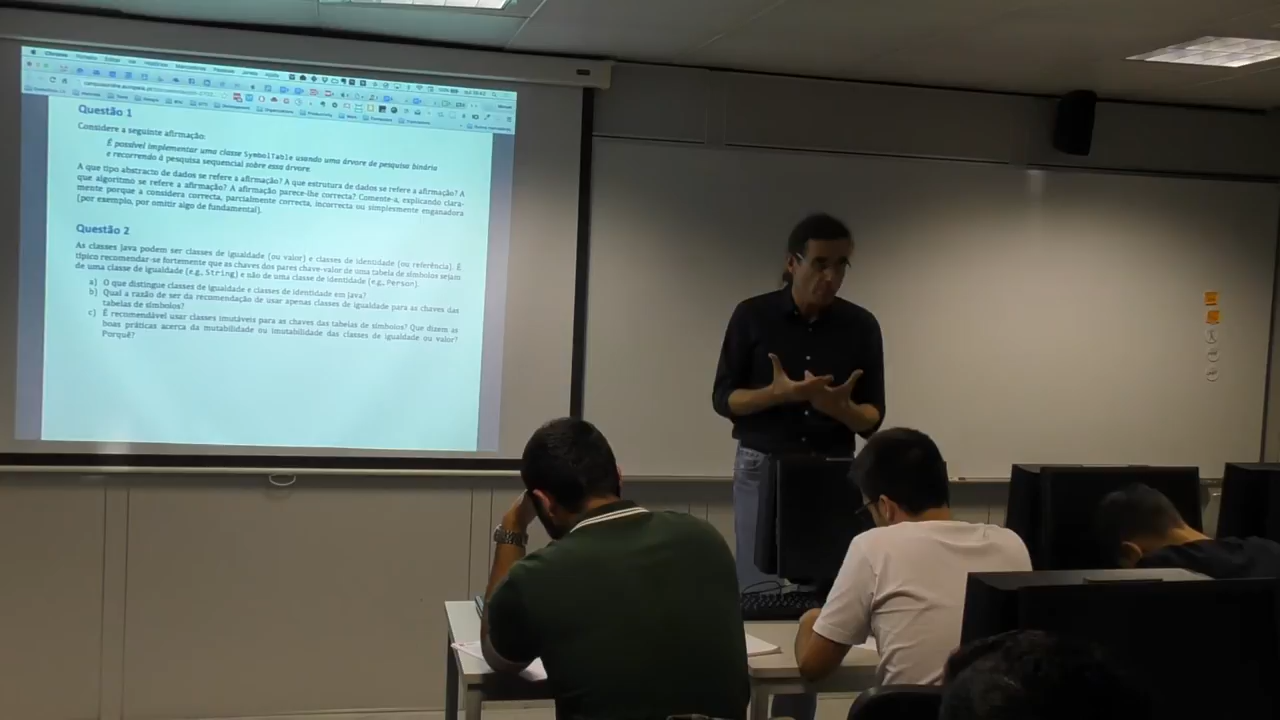 Questão 1
Considere a seguinte afirmação:
É possível implementar uma classe SymbolTable usando uma árvore de pesquisa binária
e recorrendo à pesquisa sequencial sobre essa árvore
A que tipo abstracto de dados se refere a afirmação? A que estrutura de dados se refere a afirmação? A
que algoritmo se refere a afirmação? A afirmação parece-lhe correcta? Comente-a, explicando clara-
mente porque a considera correcta, parcialmente correcta, incorrecta ou simplesmente enganadora
(por exemplo, por omitir algo de fundamental).
Questão 2
As classes Java podem ser classes de igualdade (ou valor) e classes de identidade (ou referência). É
típico recomendar-se fortemente que as chaves dos pares chave-valor de uma tabela de símbolos sejam
de uma classe de igualdade (e.g., String) e não de uma classe de identidade (e.g., Person).
a) O que distingue classes de igualdade e classes de identidade em Java?
b) Qual a razão de ser da recomendação de usar apenas classes de igualdade para as chaves das
tabelas de símbolos?
c) É recomendável usar classes imutáveis para as chaves das tabelas de símbolos? Que dizem as
boas práticas acerca da mutabilidade ou imutabilidade das classes de igualdade ou valor?
Porquê?